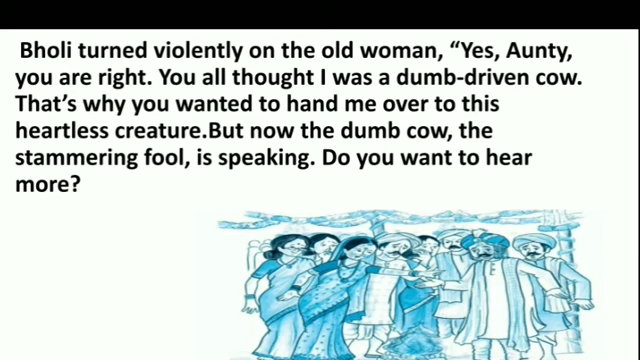 Bholi turned violently on the old woman, “Yes, Aunty,
you are right. You all thought I was a dumb-driven cow.
That’s why you wanted to hand me over to this
heartless creature.But now the dumb cow, the
stammering fool, is speaking. Do you want to hear
more?